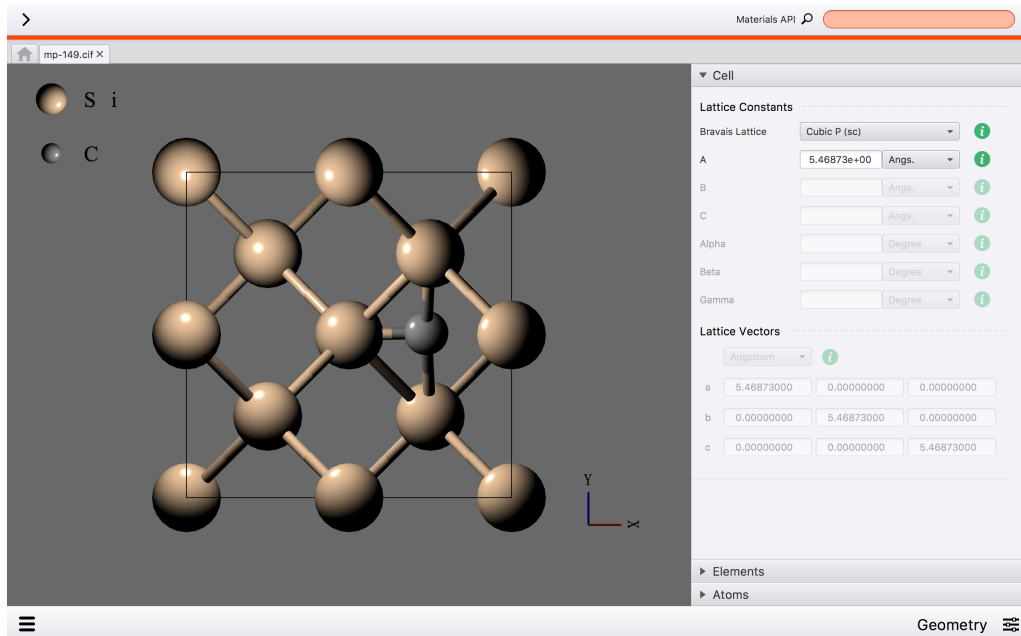 Materials API
mp-149.cif
Si
C
Y
X
Cell
Lattice Constants
Bravais Lattice Cubic P (sc)
A 5.46873e+00 Angs.
B Angs.
C Angs.
Alpha Degree
Beta Degree
Gamma Degree
Lattice Vectors
Angstrom
a 5.46873000 0.00000000 0.00000000
b 0.00000000 5.46873000 0.00000000
c 0.00000000 0.00000000 5.46873000
Elements
Atoms
Geometry